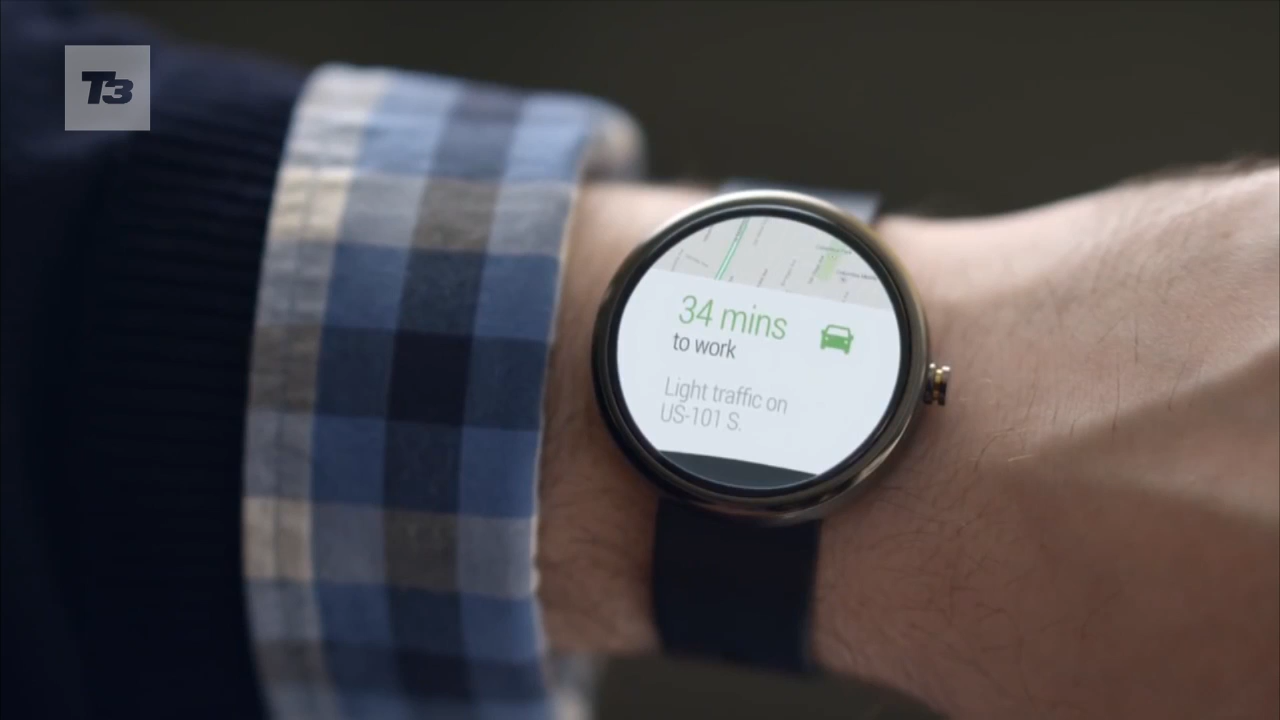 T3
34 mins
to work
Light traffic on
US-101 S.